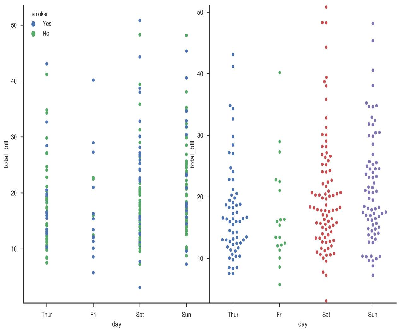 smoker
Yes
No
50
40
30
20
10
total_bill
Thur
Fri
Sat
Sun
day
50
40
30
20
10
0
total_bill
Thur
Fri
Sat
Sun
day